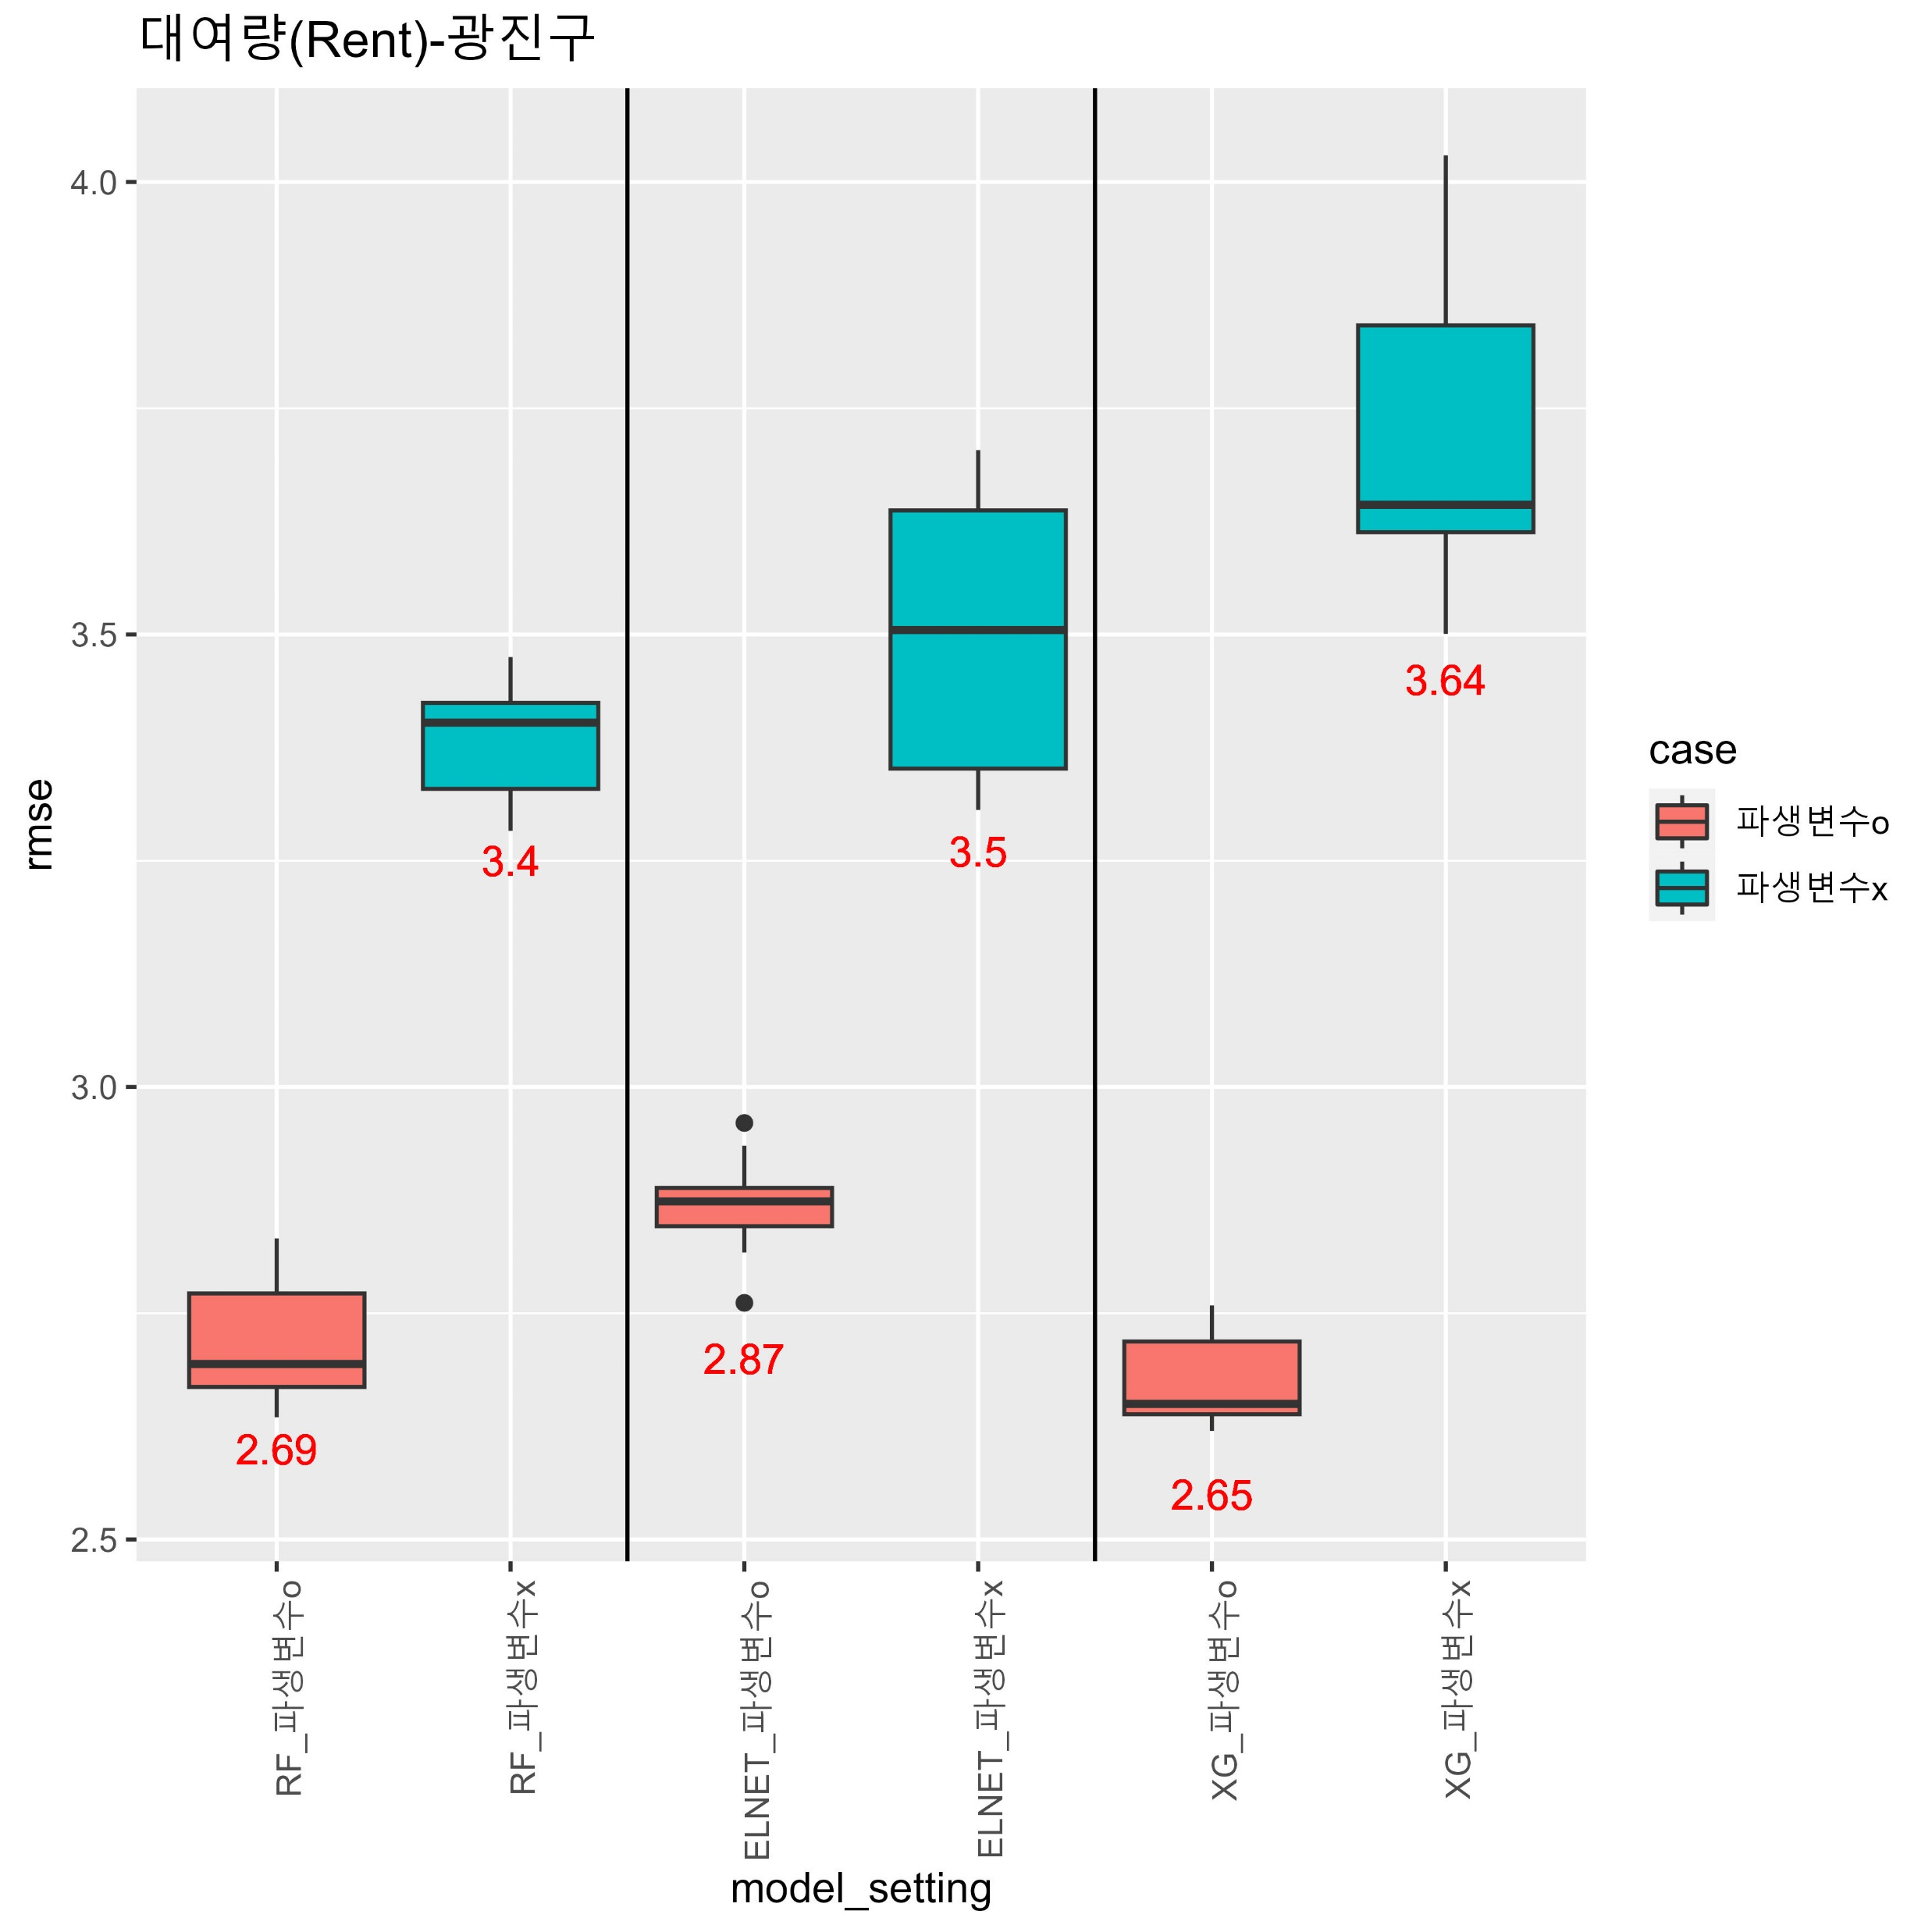 대여량(Rent)-광진구
rmse
4.0
3.5
3.0
2.5
2.69
3.4
2.87
3.5
2.65
3.64
RF_파생변수o
RF_파생변수x
ELNET_파생변수o
ELNET_파생변수x
XG_파생변수o
XG_파생변수x
model_setting
case
파생변수o
파생변수x